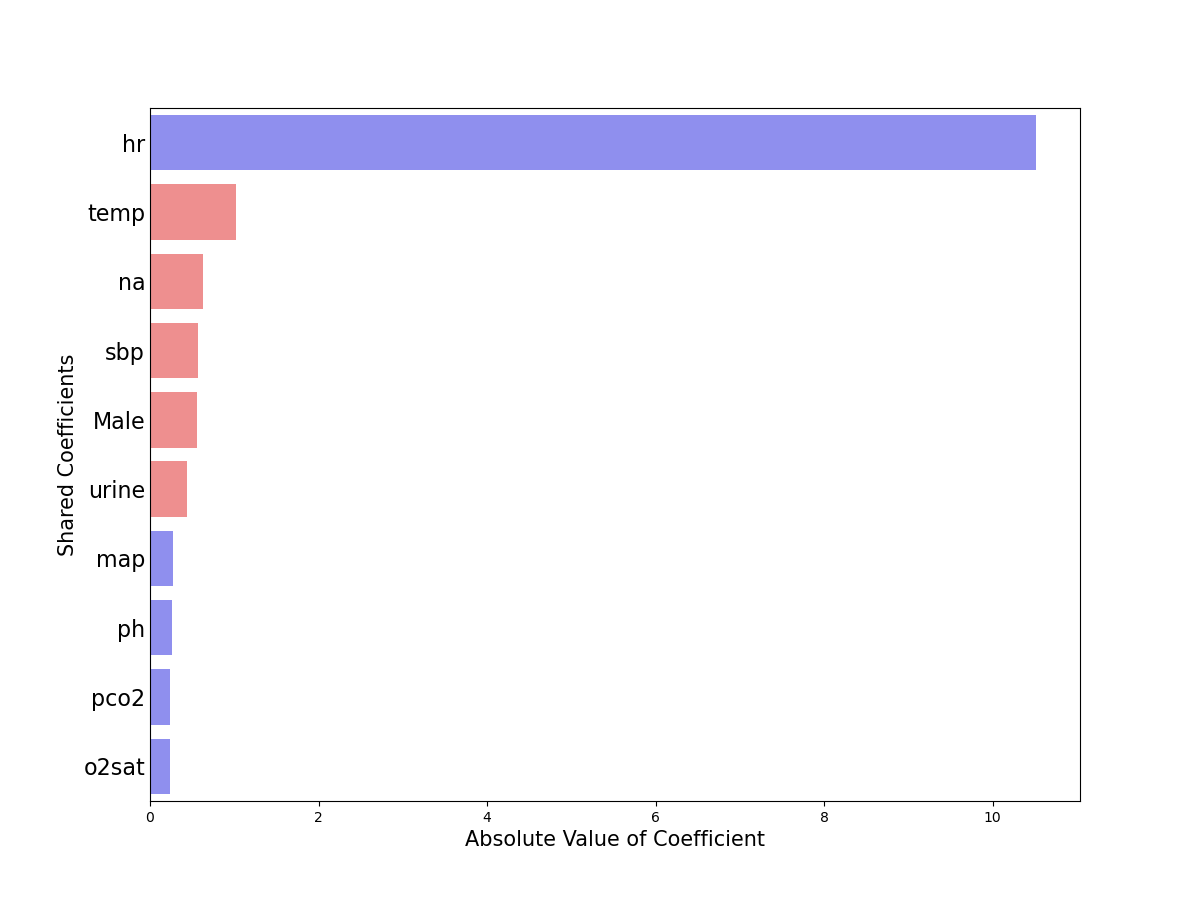 hr
temp
na
sbp
Male
urine
map
ph
pco2
o2sat
Shared Coefficients
0 2 4 6 8 10
Absolute Value of Coefficient